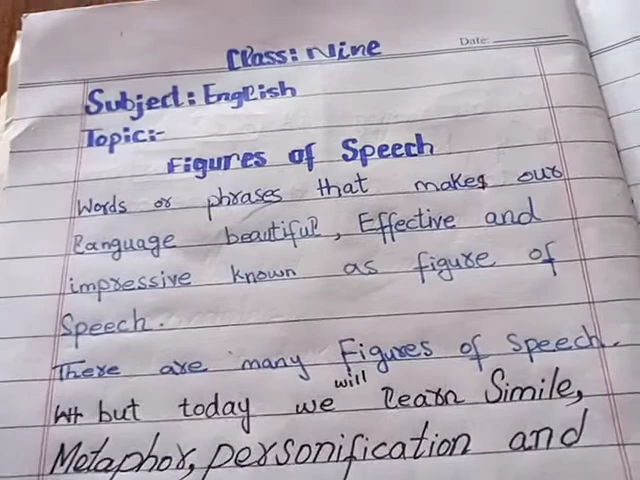 Class: Nine
Date:
Subject: English
Topic:-
Figures of Speech
Words or phrases that makes our
language beautiful, Effective and
impressive known as figure of
Speech.
There are many Figures of Speech.
will
but today we learn Simile,
Metaphor, personification and